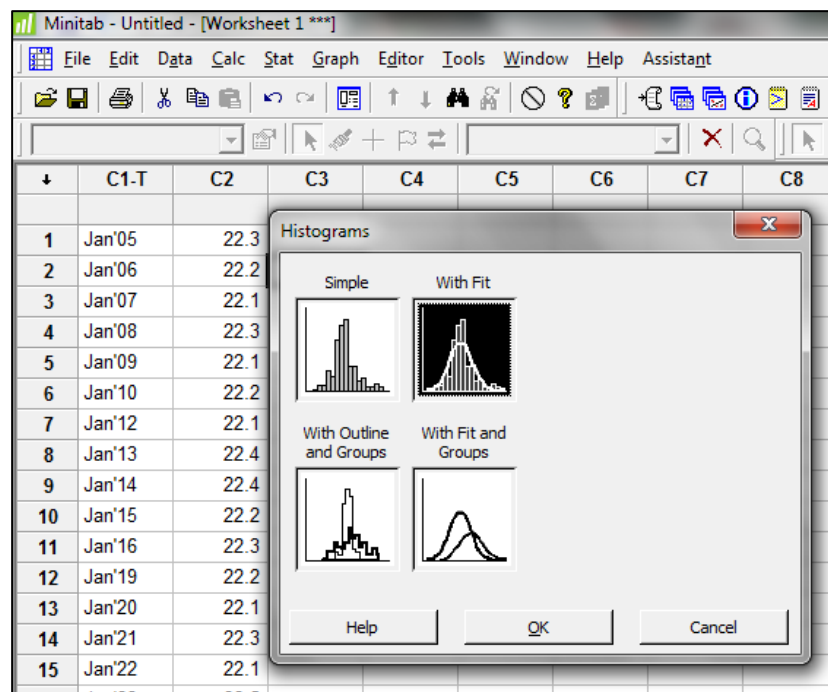 Minitab - Untitled - [Worksheet 1 ***]
File Edit Data Calc Stat Graph Editor Tools Window Help Assistant
↓ C1-T C2 C3 C4 C5 C6 C7 C8
Histograms
1 Jan'05 22.3
2 Jan'06 22.2
3 Jan'07 22.1
4 Jan'08 22.3
5 Jan'09 22.1
6 Jan'10 22.2
7 Jan'12 22.1
8 Jan'13 22.4
9 Jan'14 22.4
10 Jan'15 22.2
11 Jan'16 22.3
12 Jan'19 22.2
13 Jan'20 22.1
14 Jan'21 22.3
15 Jan'22 22.1
Simple With Fit
With Outline
and Groups
With Fit and
Groups
Help OK Cancel